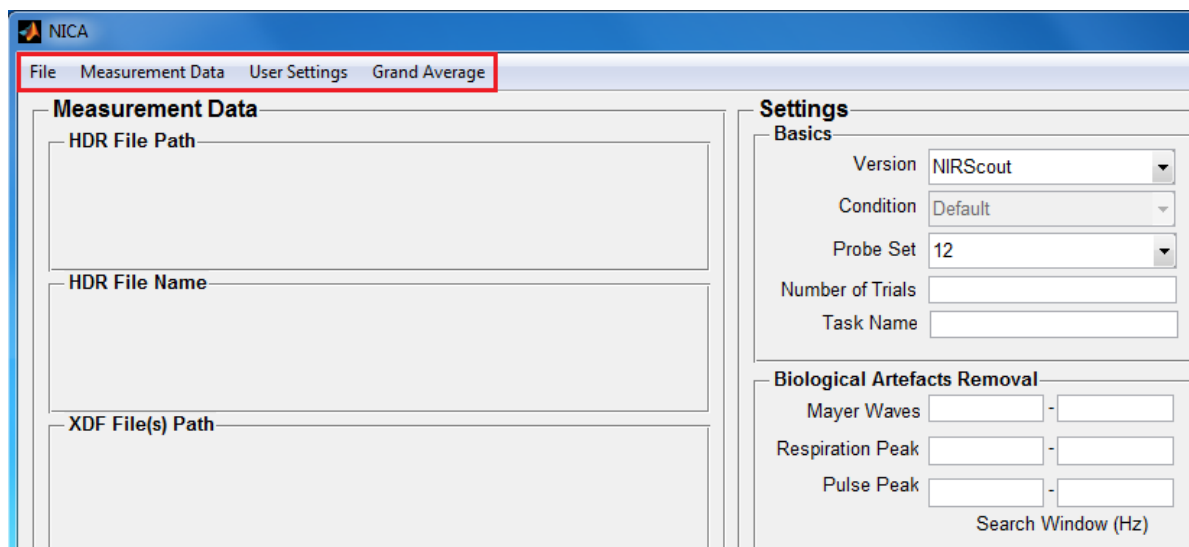 NICA
File Measurement Data User Settings Grand Average
Measurement Data
HDR File Path
HDR File Name
XDF File(s) Path
Settings
Basics
Version NIRScout
Condition Default
Probe Set 12
Number of Trials
Task Name
Biological Artefacts Removal
Mayer Waves -
Respiration Peak -
Pulse Peak -
Search Window (Hz)